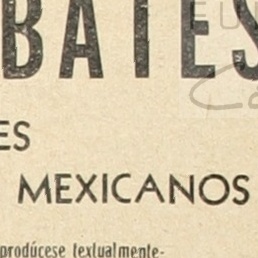 BATES
ES
MEXICANOS
prodúcese textualmente-